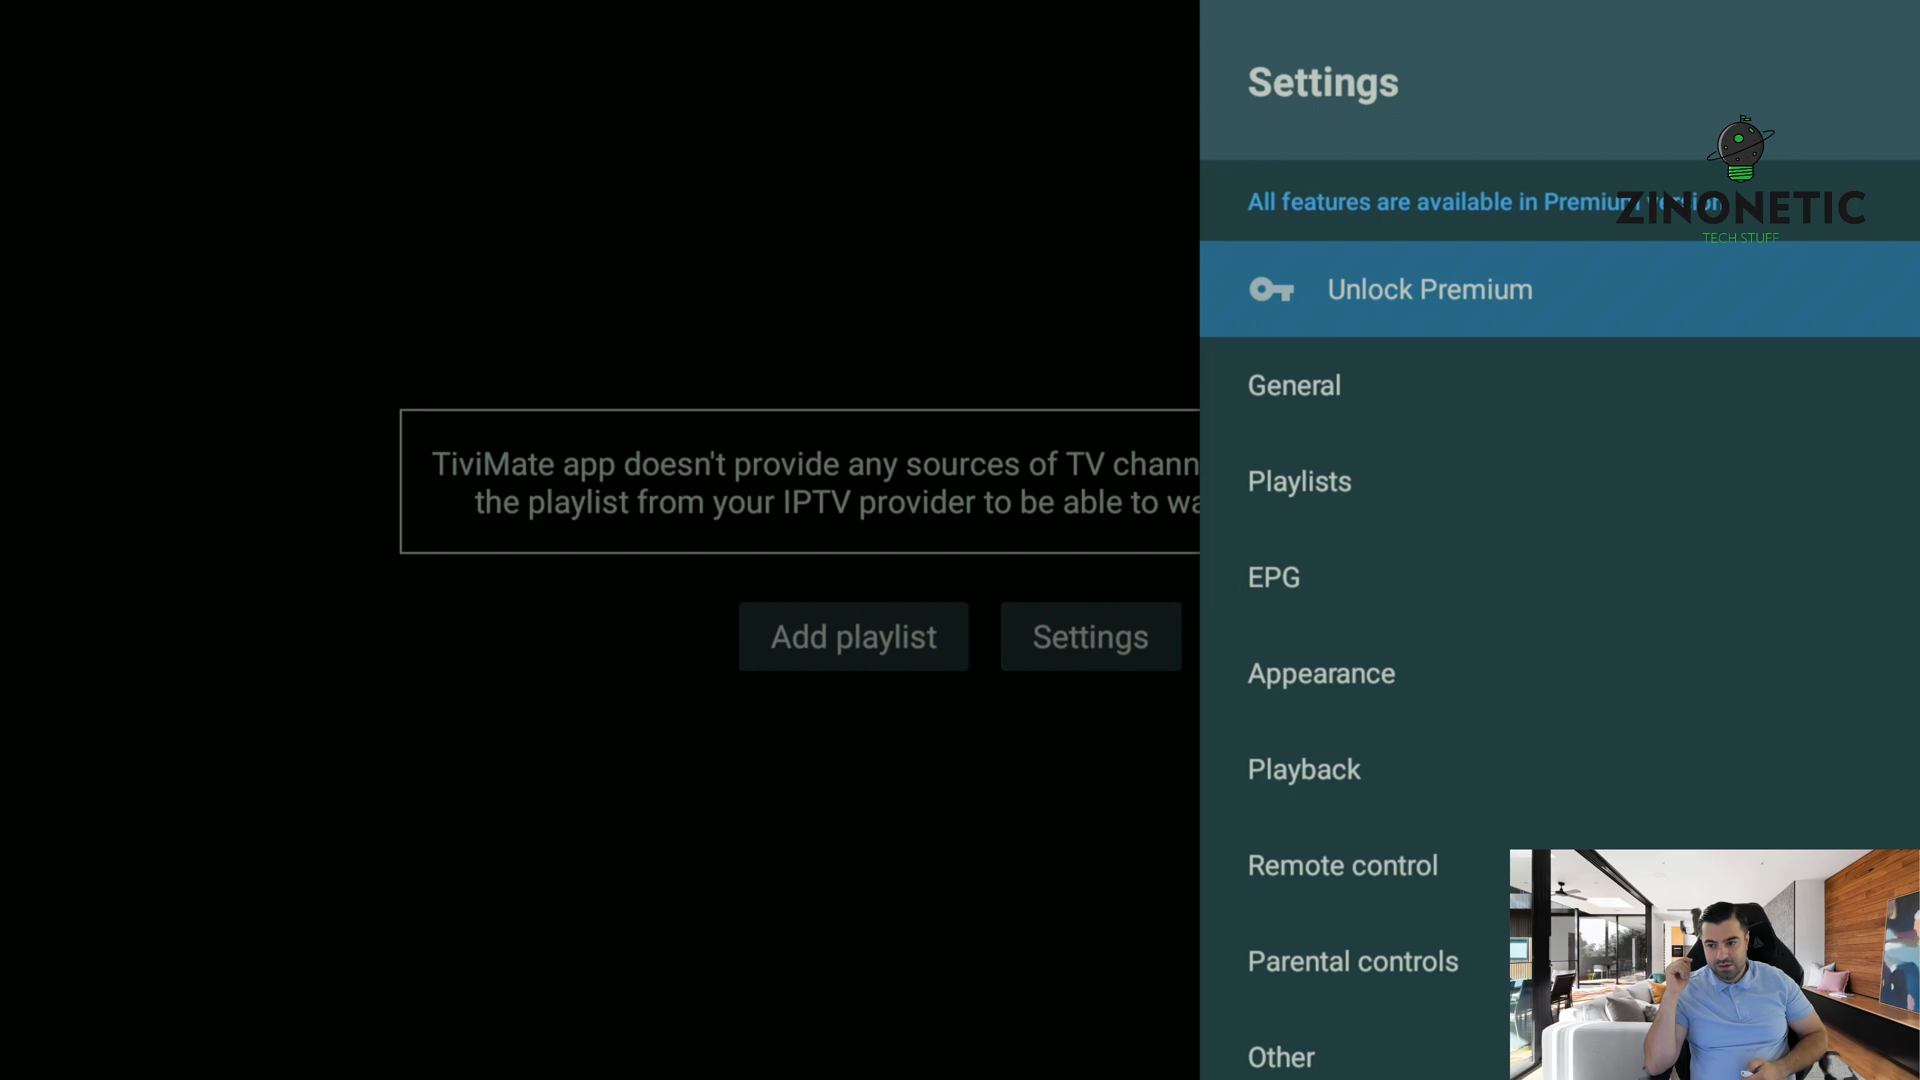 Settings
All features are available in Premium version
ZINONETIC
TECH STUFF
Unlock Premium
General
Playlists
EPG
Appearance
Playback
Remote control
Parental controls
Other
TiviMate app doesn't provide any sources of TV chann
the playlist from your IPTV provider to be able to wa
Add playlist
Settings